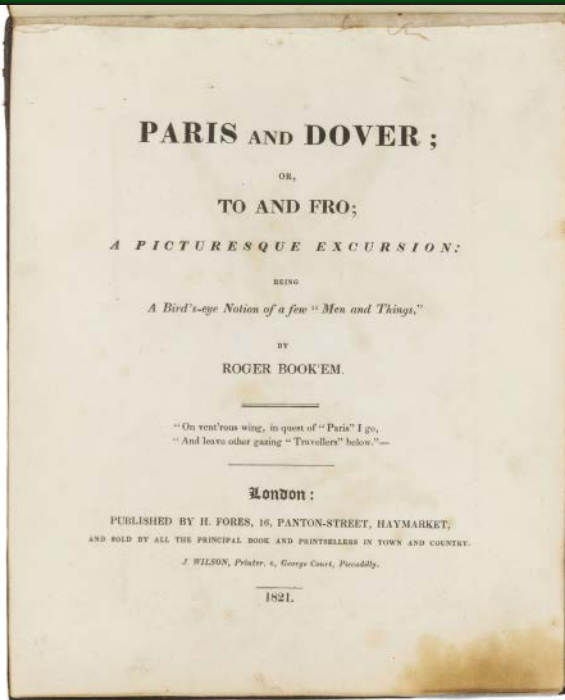 PARIS AND DOVER;
OR,
TO AND FRO;
A PICTURESQUE EXCURSION:
BEING
A Bird's-eye Notion of a few "Men and Things,"
BY
ROGER BOOK'EM.
"On vent'rous wing, in quest of "Paris" I go,
"And leave other gazing "Travellers" below."—
London:
PUBLISHED BY H. FORES, 16, PANTON-STREET, HAYMARKET,
AND SOLD BY ALL THE PRINCIPAL BOOK AND PRINTSELLERS IN TOWN AND COUNTRY.
J. WILSON, Printer, George Court, Piccadilly.
1821.